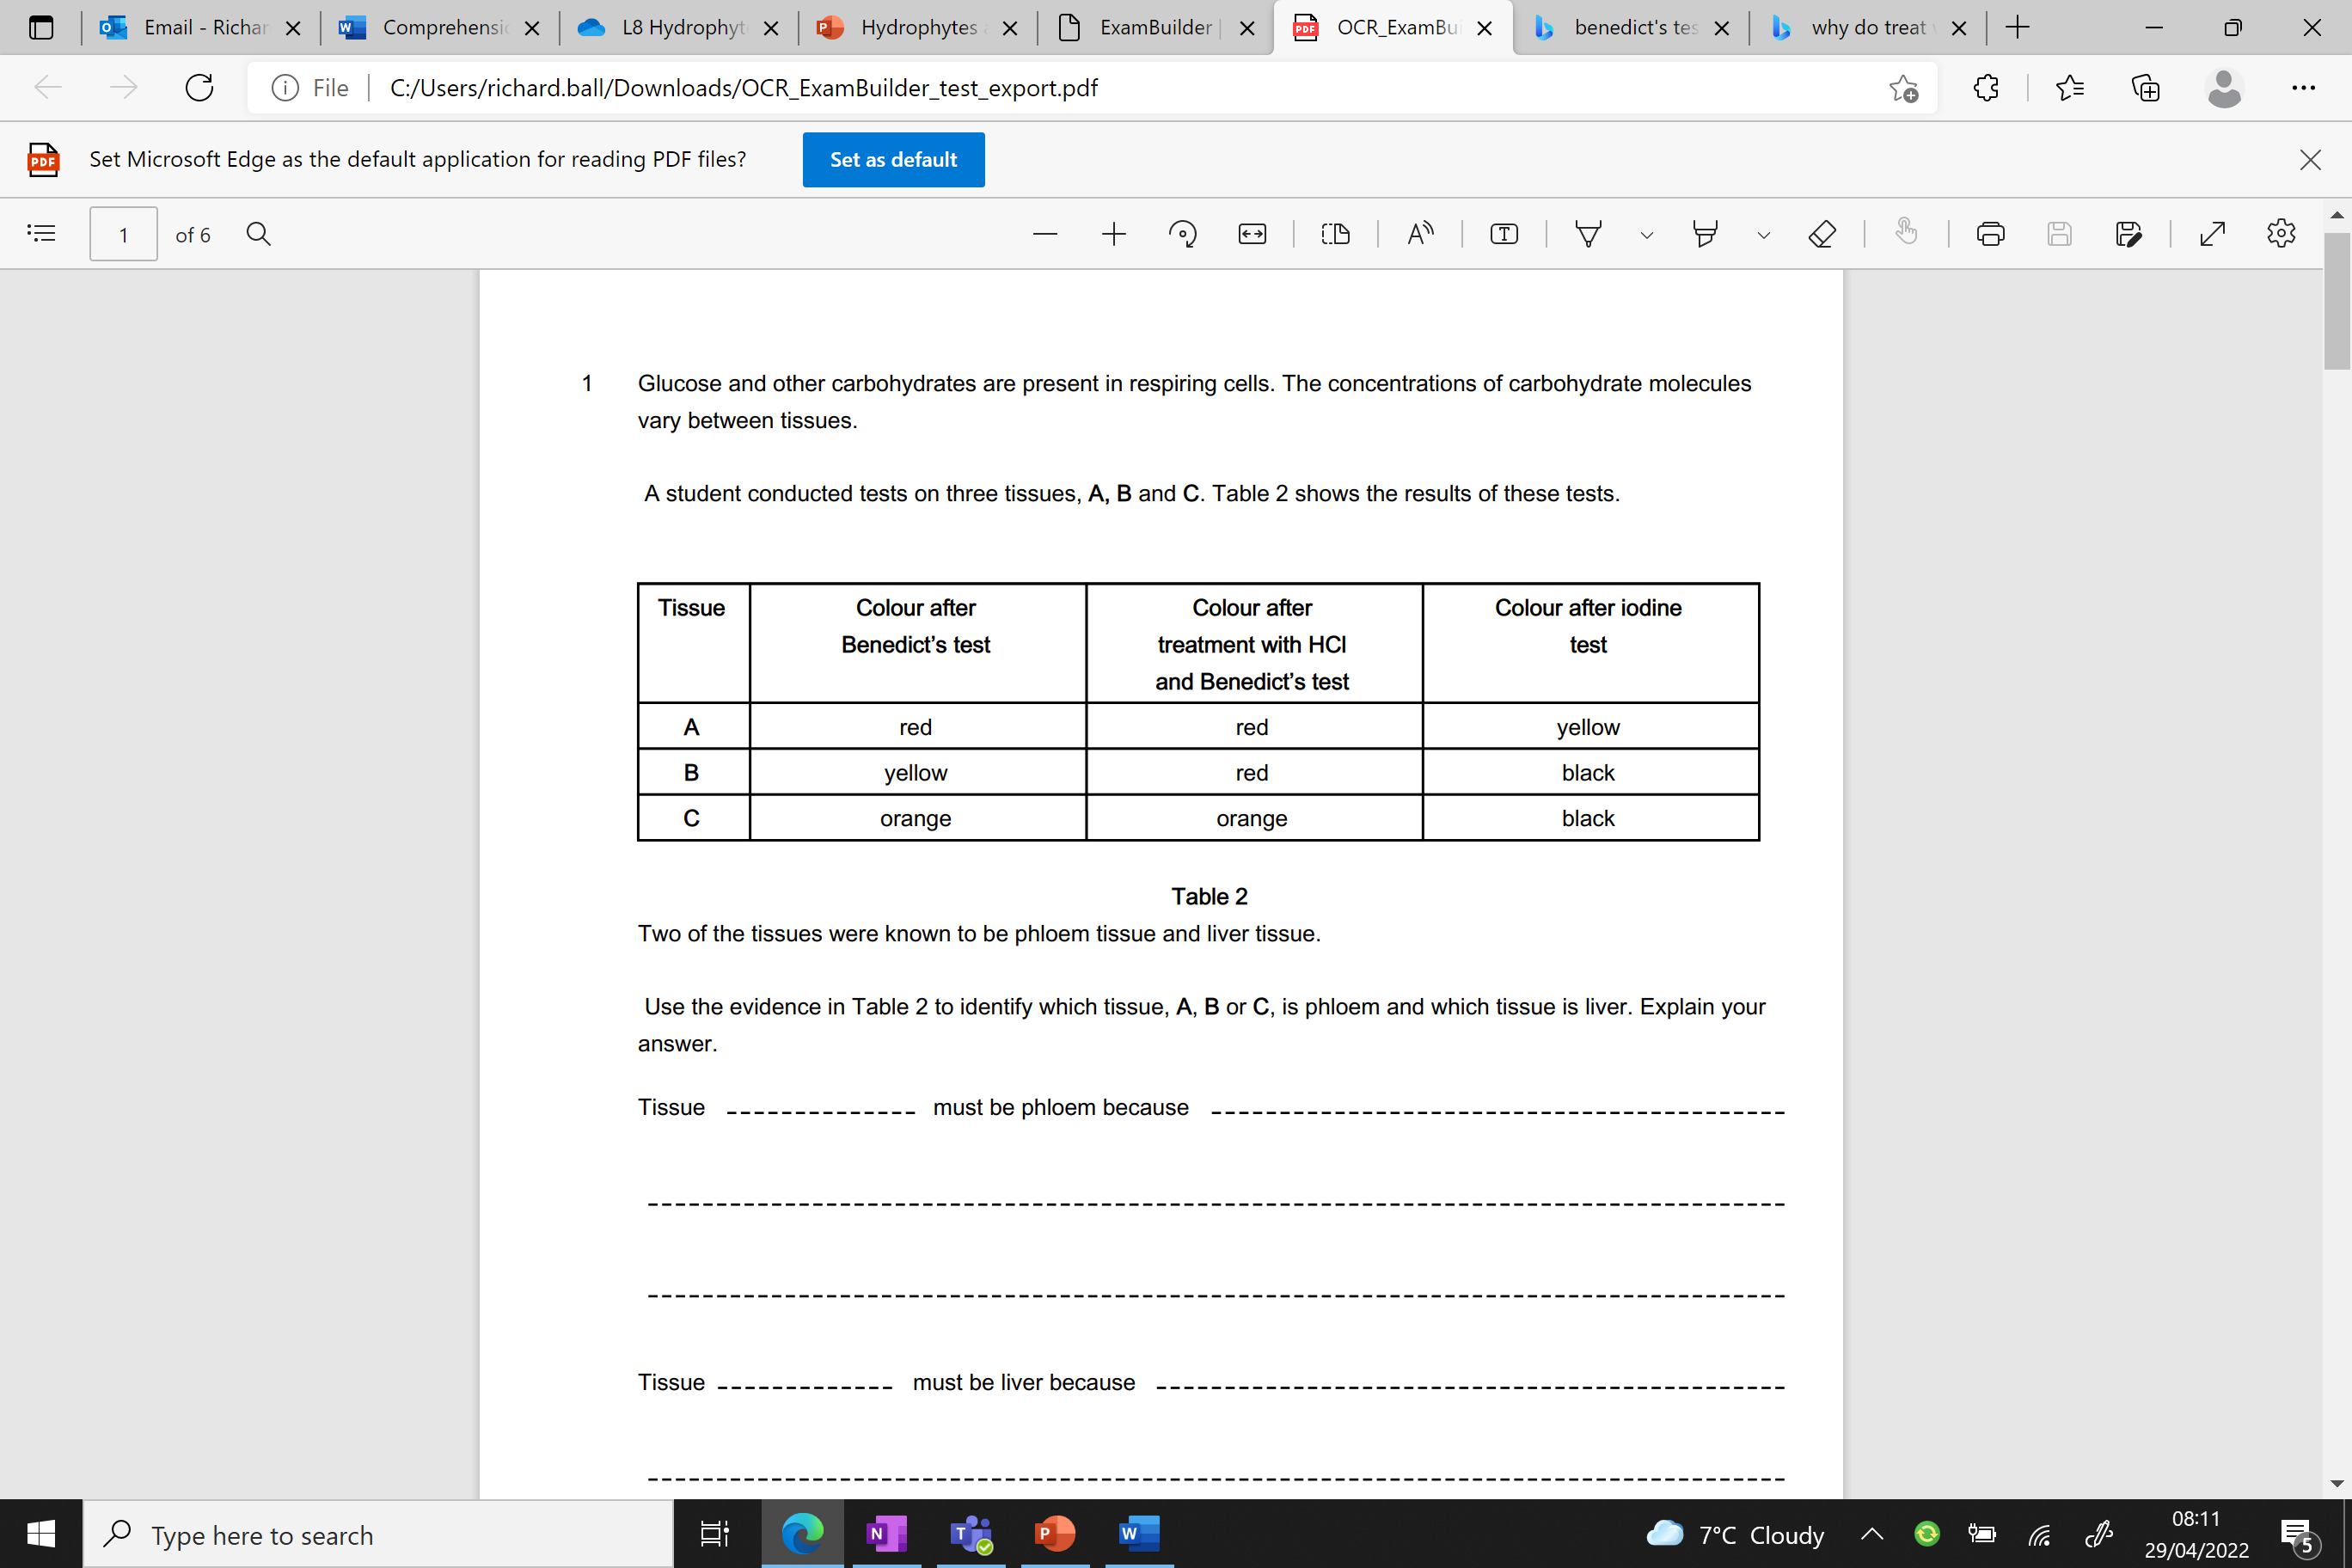 Email - Richar
Comprehensio
L8 Hydrophyt
Hydrophytes a
ExamBuilder |
OCR_ExamBui
benedict's tes
why do treat
File
C:/Users/richard.ball/Downloads/OCR_ExamBuilder_test_export.pdf
PDF Set Microsoft Edge as the default application for reading PDF files? Set as default
1 of 6
1 Glucose and other carbohydrates are present in respiring cells. The concentrations of carbohydrate molecules
vary between tissues.
A student conducted tests on three tissues, A, B and C. Table 2 shows the results of these tests.
Tissue Colour after Colour after Colour after iodine
Benedict's test treatment with HCl test
and Benedict's test
A red red yellow
B yellow red black
C orange orange black
Table 2
Two of the tissues were known to be phloem tissue and liver tissue.
Use the evidence in Table 2 to identify which tissue, A, B or C, is phloem and which tissue is liver. Explain your
answer.
Tissue must be phloem because
Tissue must be liver because
Type here to search
7°C Cloudy
08:11
29/04/2022
5